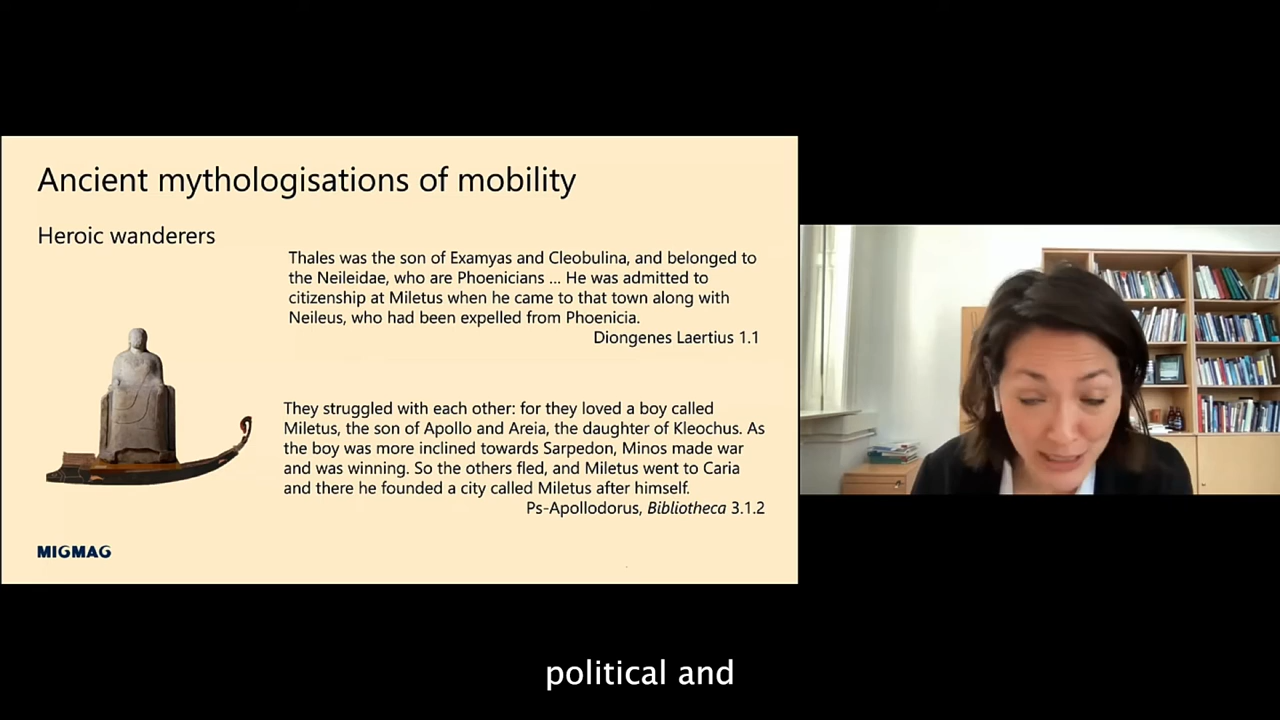 Ancient mythologisations of mobility
Heroic wanderers
Thales was the son of Examyas and Cleobulina, and belonged to
the Neileidae, who are Phoenicians ... He was admitted to
citizenship at Miletus when he came to that town along with
Neileus, who had been expelled from Phoenicia.
Diongenes Laertius 1.1
They struggled with each other: for they loved a boy called
Miletus, the son of Apollo and Areia, the daughter of Kleochus. As
the boy was more inclined towards Sarpedon, Minos made war
and was winning. So the others fled, and Miletus went to Caria
and there he founded a city called Miletus after himself.
Ps-Apollodorus, Bibliotheca 3.1.2
MIGMAG
political and